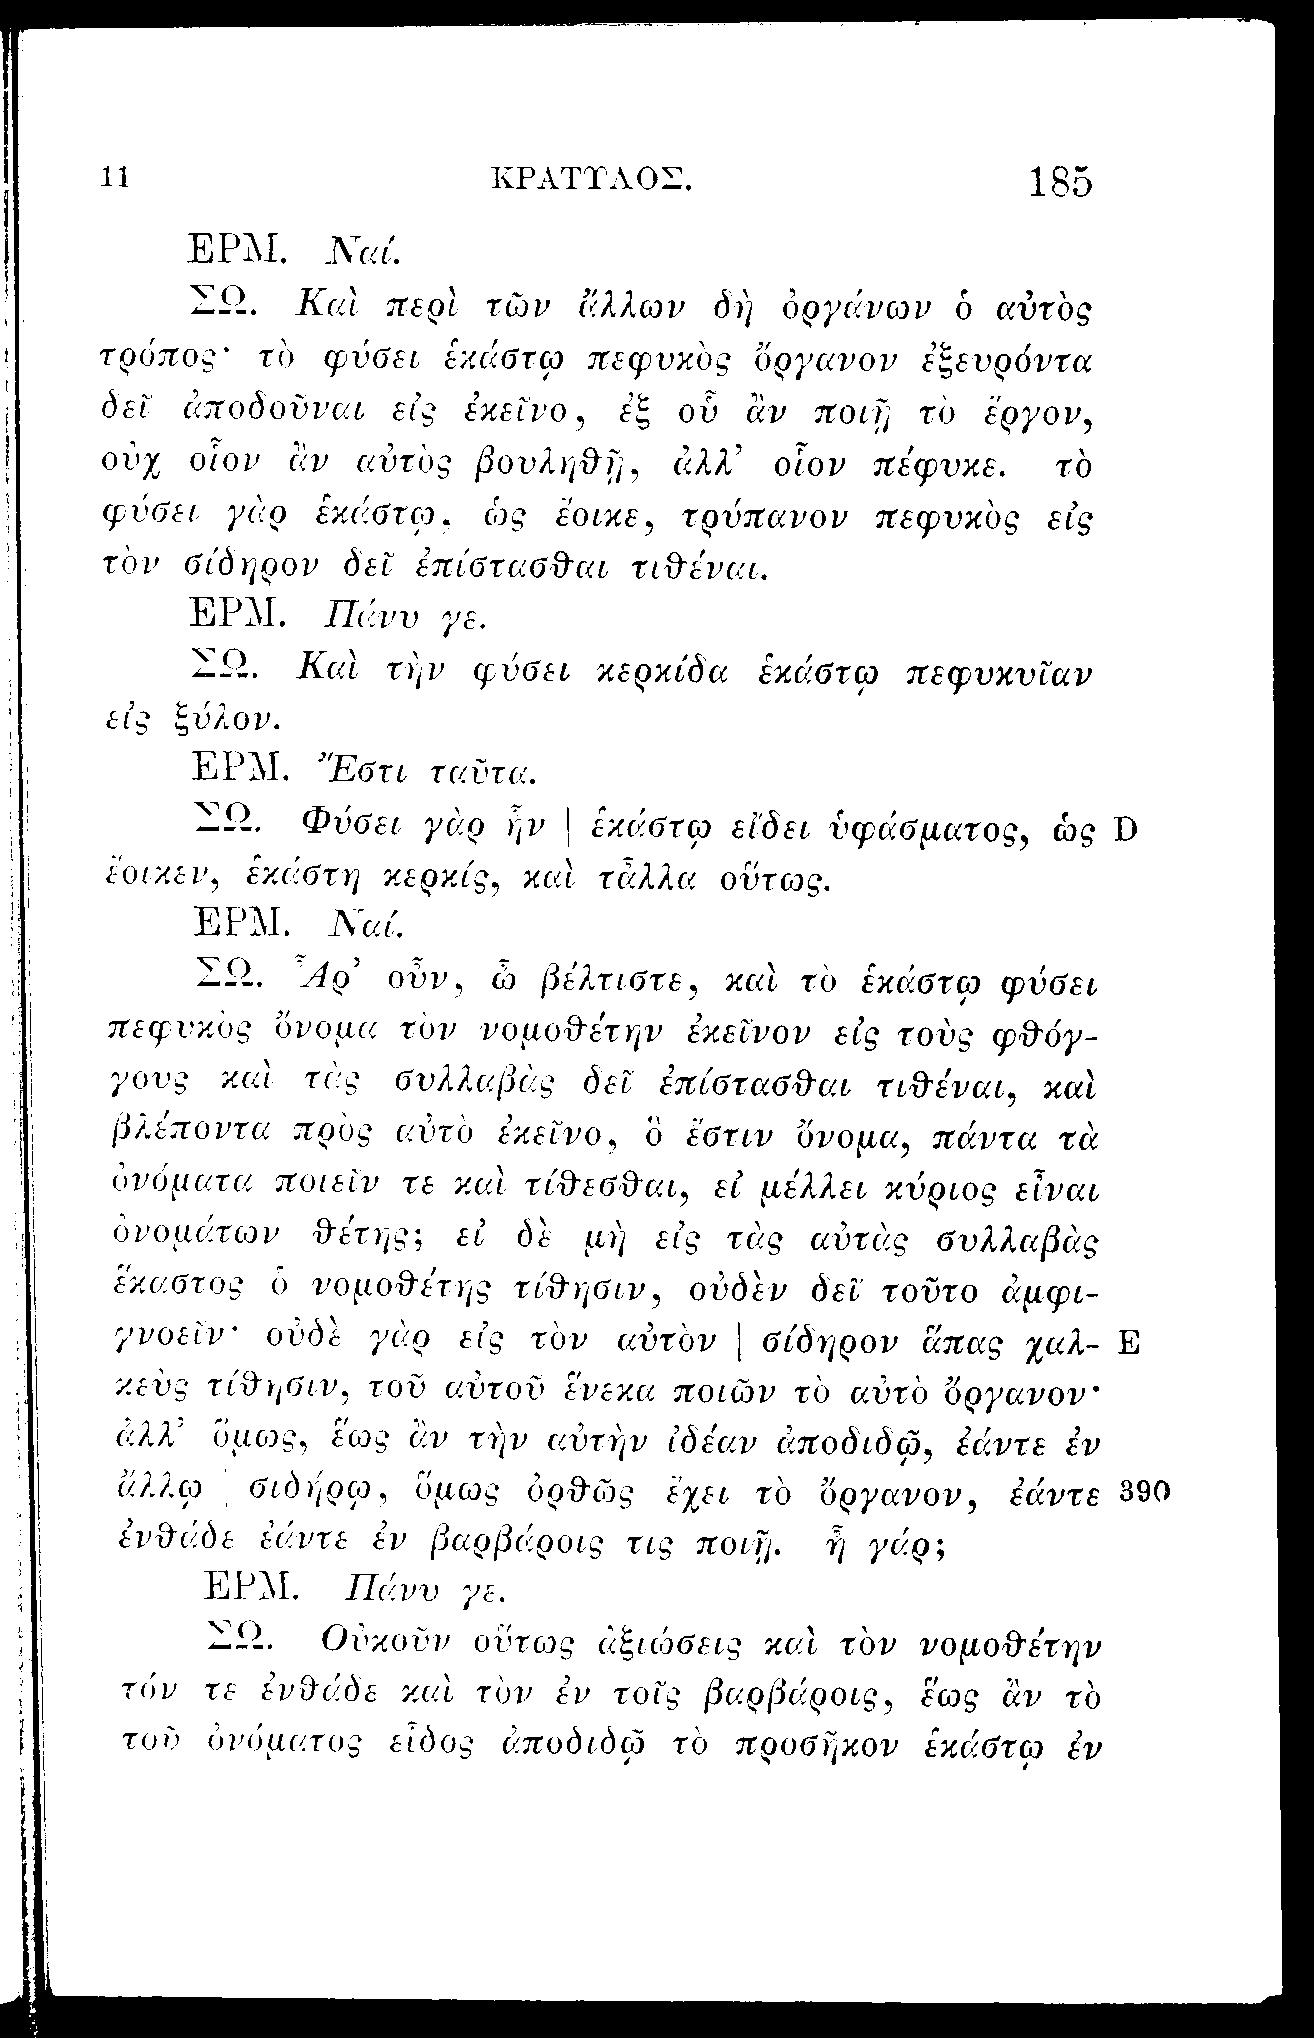 11 ΚΡΑΤΥΛΟΣ. 185
ΕΡΜ. Ναί.
ΣΩ. Καὶ περὶ τῶν ἄλλων δὴ ὀργάνων ὁ αὐτὸς
τρόπος· τὸ φύσει ἑκάστῳ πεφυκὸς ὄργανον ἐξευρόντα
δεῖ ἀποδοῦναι εἰς ἐκεῖνο, ἐξ οὗ ἂν ποιῇ τὸ ἔργον,
οὐχ οἷον ἂν αὐτὸς βουληθῇ, ἀλλ’ οἷον πέφυκε. τὸ
φύσει γὰρ ἑκάστῳ, ὡς ἔοικε, τρύπανον πεφυκὸς εἰς
τὸν σίδηρον δεῖ ἐπίστασθαι τιθέναι.
ΕΡΜ. Πάνυ γε.
ΣΩ. Καὶ τὴν φύσει κερκίδα ἑκάστῳ πεφυκυῖαν
εἰς ξύλον.
ΕΡΜ. Ἔστι ταῦτα.
ΣΩ. Φύσει γὰρ ἦν | ἑκάστῳ εἴδει ὑφάσματος, ὡς D
ἔοικεν, ἑκάστη κερκίς, καὶ τἆλλα οὕτως.
ΕΡΜ. Ναί.
ΣΩ. Ἆρ’ οὖν, ὦ βέλτιστε, καὶ τὸ ἑκάστῳ φύσει
πεφυκὸς ὄνομα τὸν νομοθέτην ἐκεῖνον εἰς τοὺς φθόγ-
γους καὶ τὰς συλλαβὰς δεῖ ἐπίστασθαι τιθέναι, καὶ
βλέποντα πρὸς αὐτὸ ἐκεῖνο, ὃ ἔστιν ὄνομα, πάντα τὰ
ὀνόματα ποιεῖν τε καὶ τίθεσθαι, εἰ μέλλει κύριος εἶναι
ὀνομάτων θέτης; εἰ δὲ μὴ εἰς τὰς αὐτὰς συλλαβὰς
ἕκαστος ὁ νομοθέτης τίθησιν, οὐδὲν δεῖ τοῦτο ἀμφι-
γνοεῖν· οὐδὲ γὰρ εἰς τὸν αὐτὸν | σίδηρον ἅπας χαλ- E
κεὺς τίθησιν, τοῦ αὐτοῦ ἕνεκα ποιῶν τὸ αὐτὸ ὄργανον·
ἀλλ’ ὅμως, ἕως ἂν τὴν αὐτὴν ἰδέαν ἀποδιδῷ, ἐάντε ἐν
ἄλλῳ | σιδήρῳ, ὅμως ὀρθῶς ἔχει τὸ ὄργανον, ἐάντε 390
ἐνθάδε ἐάντε ἐν βαρβάροις τις ποιῇ. ἦ γάρ;
ΕΡΜ. Πάνυ γε.
ΣΩ. Οὐκοῦν οὕτως ἀξιώσεις καὶ τὸν νομοθέτην
τόν τε ἐνθάδε καὶ τὸν ἐν τοῖς βαρβάροις, ἕως ἂν τὸ
τοῦ ὀνόματος εἶδος ἀποδιδῷ τὸ προσῆκον ἑκάστῳ ἐν